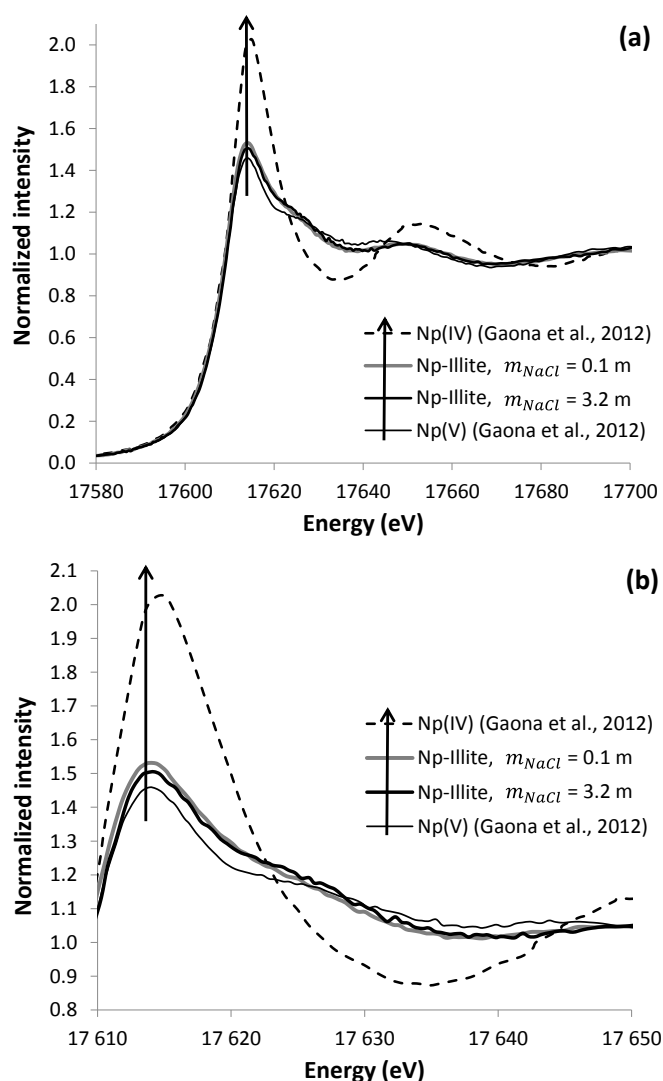 (a)
Normalized intensity
2.0
1.8
1.6
1.4
1.2
1.0
0.8
0.6
0.4
0.2
0.0
Np(IV) (Gaona et al., 2012)
Np-Illite, m_NaCl = 0.1 m
Np-Illite, m_NaCl = 3.2 m
Np(V) (Gaona et al., 2012)
17580 17600 17620 17640 17660 17680 17700
Energy (eV)
(b)
Normalized intensity
2.1
2.0
1.9
1.8
1.7
1.6
1.5
1.4
1.3
1.2
1.1
1.0
0.9
0.8
Np(IV) (Gaona et al., 2012)
Np-Illite, m_NaCl = 0.1 m
Np-Illite, m_NaCl = 3.2 m
Np(V) (Gaona et al., 2012)
17 610 17 620 17 630 17 640 17 650
Energy (eV)